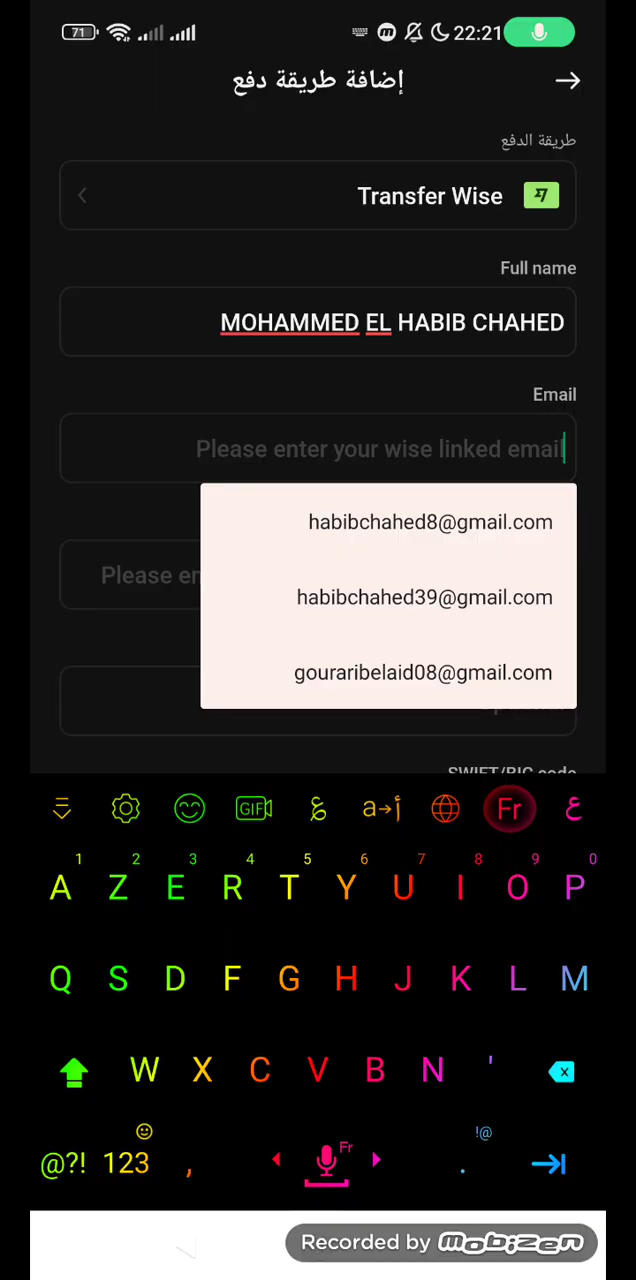 71
22:21
إضافة طريقة دفع
طريقة الدفع
Transfer Wise
Full name
MOHAMMED EL HABIB CHAHED
Email
Please enter your wise linked email
habibchahed8@gmail.com
Please en
habibchahed39@gmail.com
gouraribelaid08@gmail.com
SWIFT/BIC code
GIF a→أ Fr ع
1 2 3 4 5 6 7 8 9 0
A Z E R T Y U I O P
Q S D F G H J K L M
W X C V B N '
!@
@?! 123 , Fr .
Recorded by mobizen